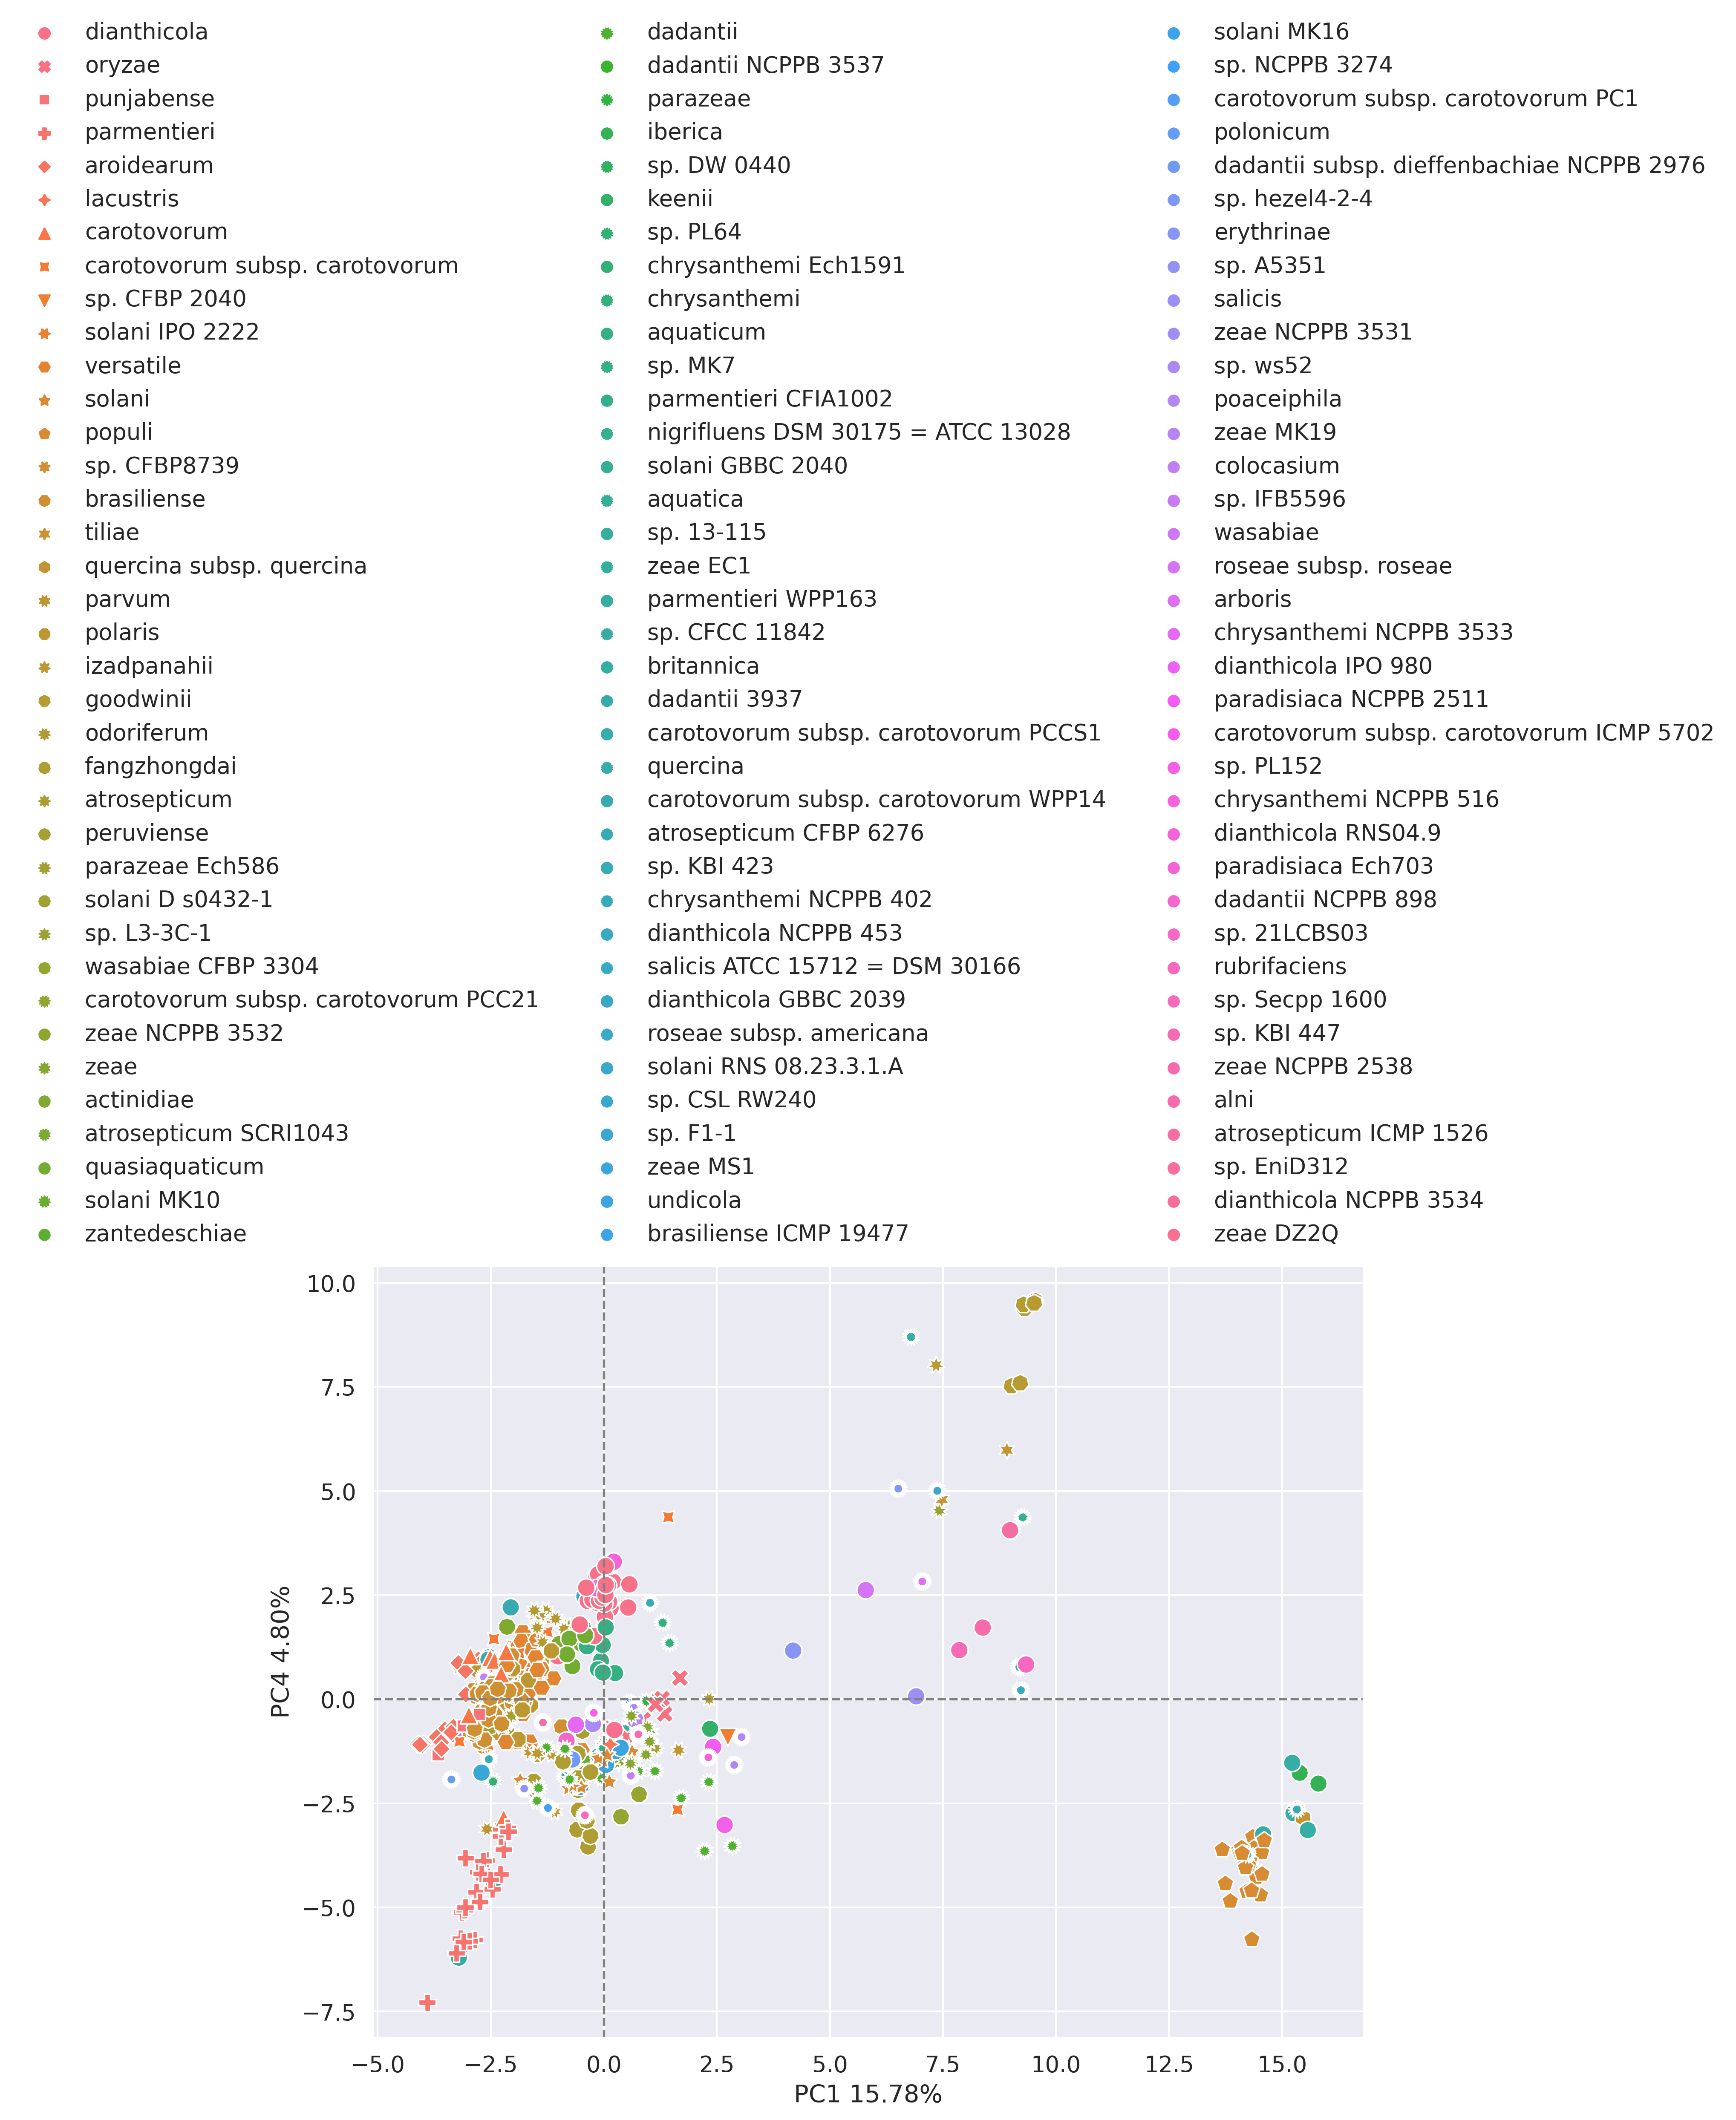 dianthicola
oryzae
punjabense
parmentieri
aroidearum
lacustris
carotovorum
carotovorum subsp. carotovorum
sp. CFBP 2040
solani IPO 2222
versatile
solani
populi
sp. CFBP8739
brasiliense
tiliae
quercina subsp. quercina
parvum
polaris
izadpanahii
goodwinii
odoriferum
fangzhongdai
atrosepticum
peruviense
parazeae Ech586
solani D s0432-1
sp. L3-3C-1
wasabiae CFBP 3304
carotovorum subsp. carotovorum PCC21
zeae NCPPB 3532
zeae
actinidiae
atrosepticum SCRI1043
quasiaquaticum
solani MK10
zantedeschiae
dadantii
dadantii NCPPB 3537
parazeae
iberica
sp. DW 0440
keenii
sp. PL64
chrysanthemi Ech1591
chrysanthemi
aquaticum
sp. MK7
parmentieri CFIA1002
nigrifluens DSM 30175 = ATCC 13028
solani GBBC 2040
aquatica
sp. 13-115
zeae EC1
parmentieri WPP163
sp. CFCC 11842
britannica
dadantii 3937
carotovorum subsp. carotovorum PCCS1
quercina
carotovorum subsp. carotovorum WPP14
atrosepticum CFBP 6276
sp. KBI 423
chrysanthemi NCPPB 402
dianthicola NCPPB 453
salicis ATCC 15712 = DSM 30166
dianthicola GBBC 2039
roseae subsp. americana
solani RNS 08.23.3.1.A
sp. CSL RW240
sp. F1-1
zeae MS1
undicola
brasiliense ICMP 19477
solani MK16
sp. NCPPB 3274
carotovorum subsp. carotovorum PC1
polonicum
dadantii subsp. dieffenbachiae NCPPB 2976
sp. hezel4-2-4
erythrinae
sp. A5351
salicis
zeae NCPPB 3531
sp. ws52
poaceiphila
zeae MK19
colocasium
sp. IFB5596
wasabiae
roseae subsp. roseae
arboris
chrysanthemi NCPPB 3533
dianthicola IPO 980
paradisiaca NCPPB 2511
carotovorum subsp. carotovorum ICMP 5702
sp. PL152
chrysanthemi NCPPB 516
dianthicola RNS04.9
paradisiaca Ech703
dadantii NCPPB 898
sp. 21LCBS03
rubrifaciens
sp. Secpp 1600
sp. KBI 447
zeae NCPPB 2538
alni
atrosepticum ICMP 1526
sp. EniD312
dianthicola NCPPB 3534
zeae DZ2Q
10.0
7.5
5.0
2.5
0.0
−2.5
−5.0
−7.5
PC4 4.80%
−5.0 −2.5 0.0 2.5 5.0 7.5 10.0 12.5 15.0
PC1 15.78%